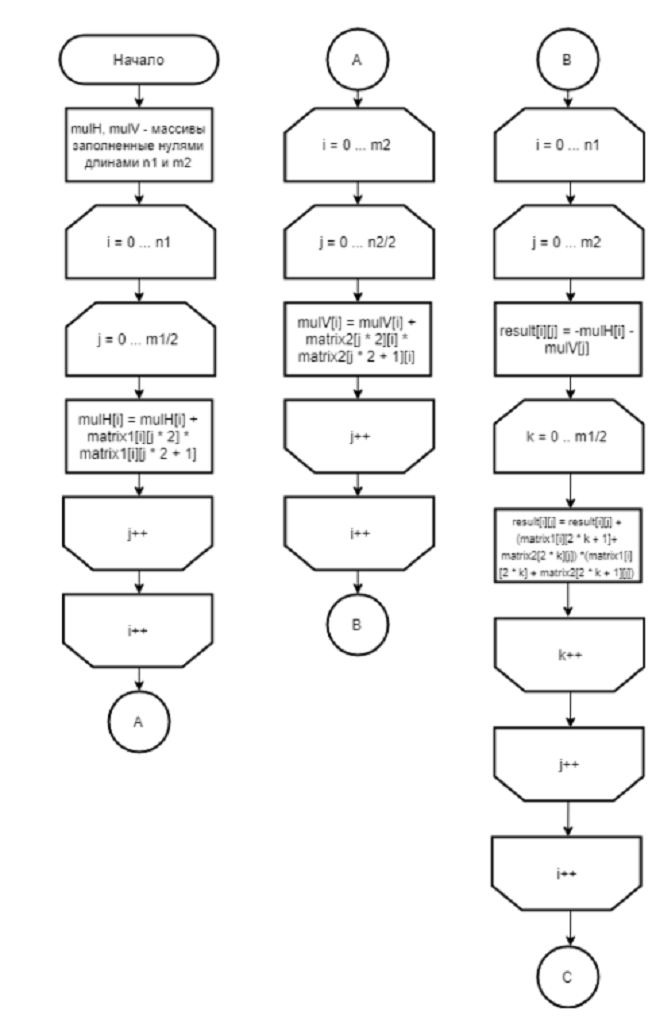 Начало
mulH, mulV - массивы
заполненные нулями
длинами n1 и m2
i = 0 ... n1
j = 0 ... m1/2
mulH[i] = mulH[i] +
matrix1[i][j * 2] *
matrix1[i][j * 2 + 1]
j++
i++
A
A
i = 0 ... m2
j = 0 ... n2/2
mulV[i] = mulV[i] +
matrix2[j * 2][i] *
matrix2[j * 2 + 1][i]
j++
i++
B
B
i = 0 ... n1
j = 0 ... m2
result[i][j] = -mulH[i] -
mulV[j]
k = 0 .. m1/2
result[i][j] = result[i][j] +
(matrix1[i][2 * k + 1]+
matrix2[2 * k][j]) *(matrix1[i]
[2 * k] + matrix2[2 * k + 1][j])
k++
j++
i++
C